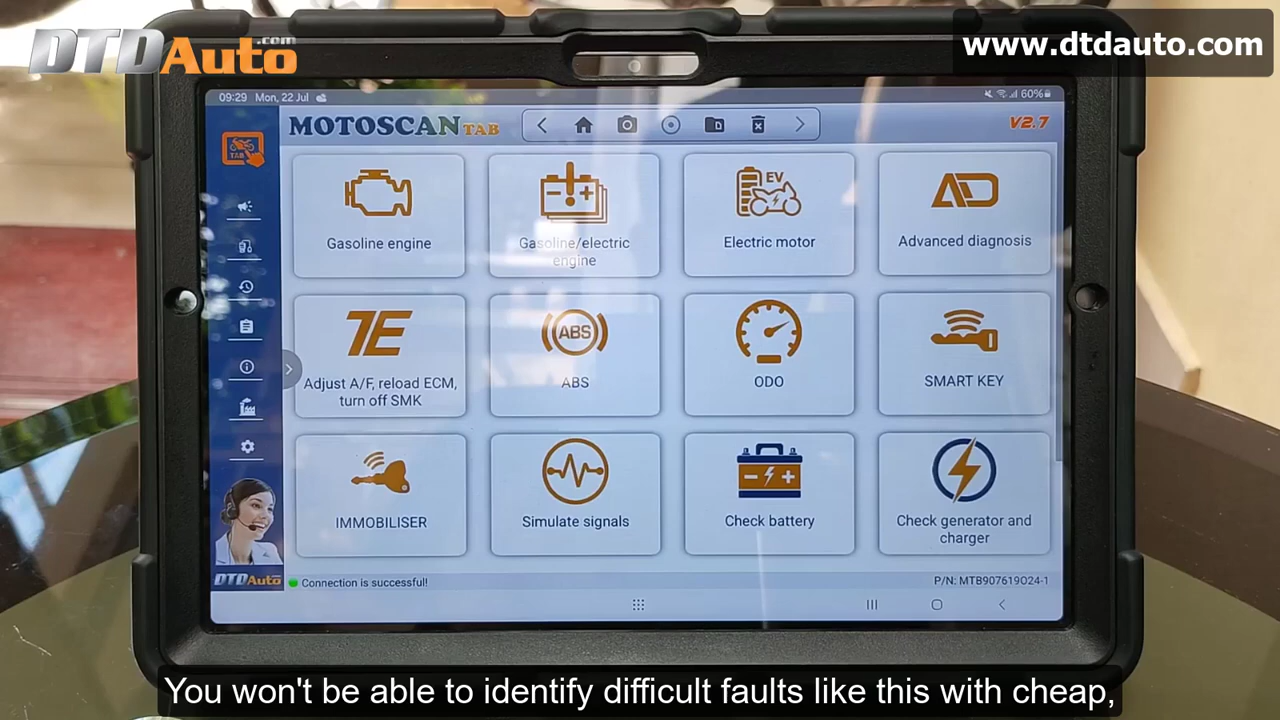 DTDAuto.com
www.dtdauto.com
09:29 Mon, 22 Jul
60%
MOTOSCAN TAB
V2.7
TAB
EV
Gasoline engine
Gasoline/electric
engine
Electric motor
AD
Advanced diagnosis
TE
Adjust A/F, reload ECM,
turn off SMK
ABS
ABS
ODO
SMART KEY
IMMOBILISER
Simulate signals
Check battery
Check generator and
charger
DTDAuto
Connection is successful!
P/N: MTB907619O24-1
You won't be able to identify difficult faults like this with cheap,